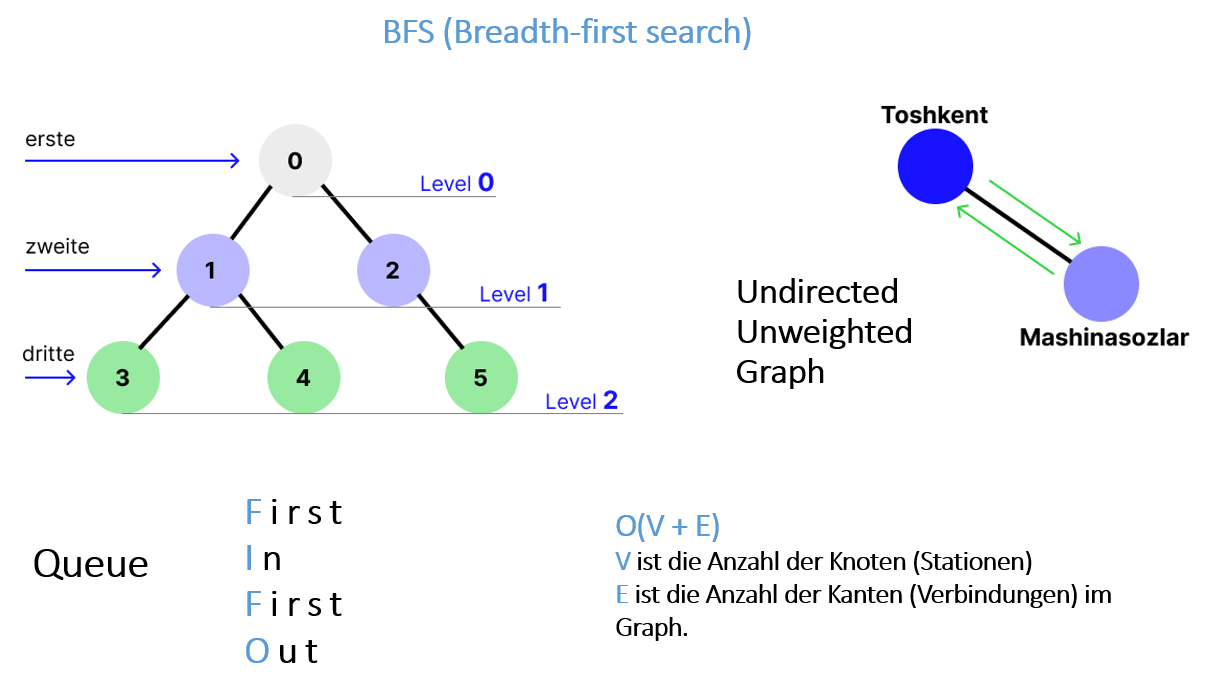 BFS (Breadth-first search)
erste
0
Level 0
zweite
1
2
Level 1
dritte
3
4
5
Level 2
Toshkent
Mashinasozlar
Undirected
Unweighted
Graph
Queue
First
In
First
Out
O(V + E)
V ist die Anzahl der Knoten (Stationen)
E ist die Anzahl der Kanten (Verbindungen) im
Graph.